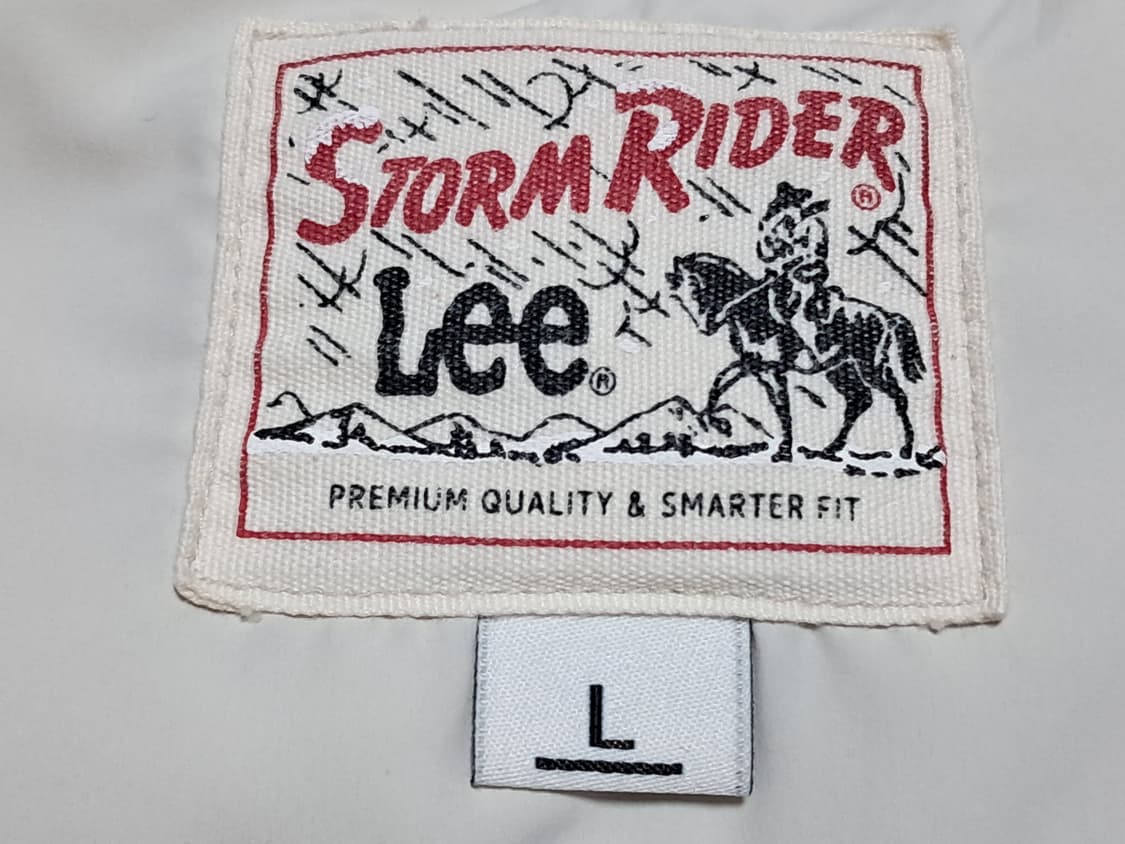 STORM RIDER®
Lee®
PREMIUM QUALITY & SMARTER FIT
L